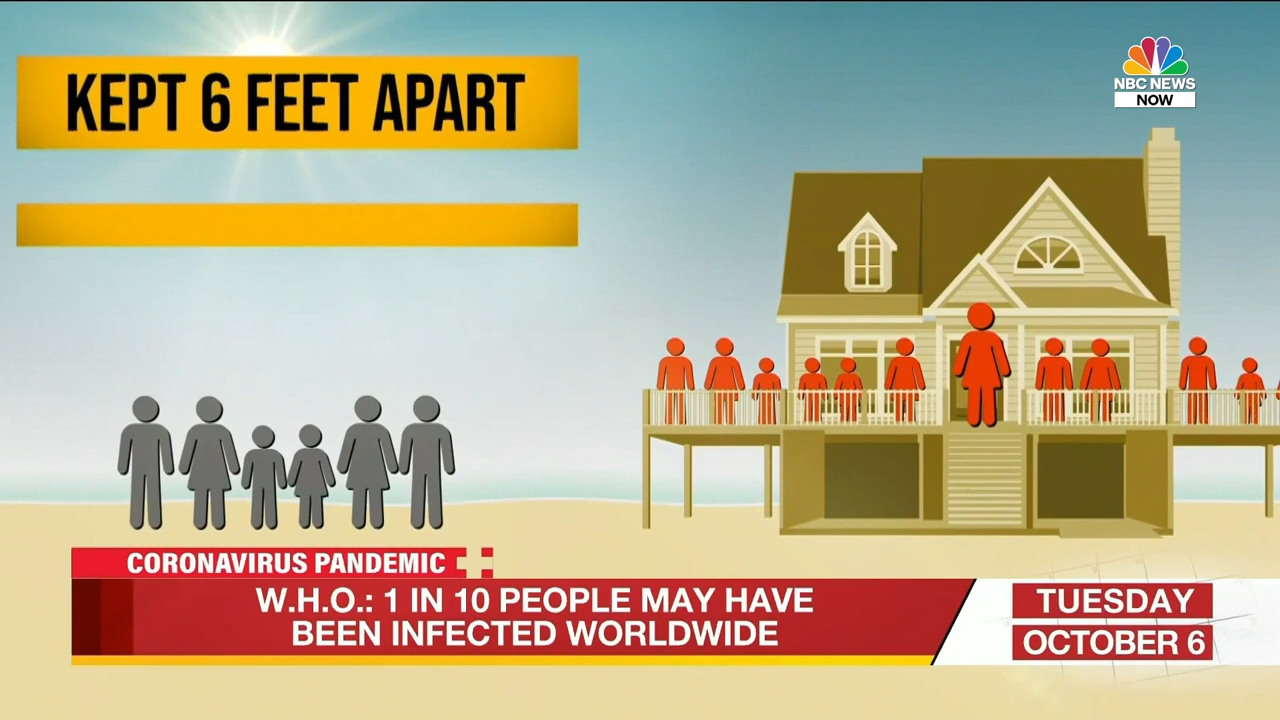 KEPT 6 FEET APART
NBC NEWS
NOW
CORONAVIRUS PANDEMIC
W.H.O.: 1 IN 10 PEOPLE MAY HAVE
BEEN INFECTED WORLDWIDE
TUESDAY
OCTOBER 6